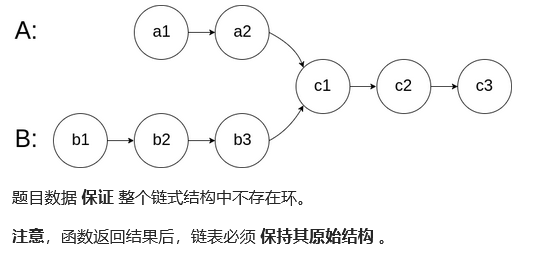 A:
a1 a2
c1 c2 c3
B:
b1 b2 b3
题目数据 保证 整个链式结构中不存在环。
注意，函数返回结果后，链表必须 保持其原始结构 。